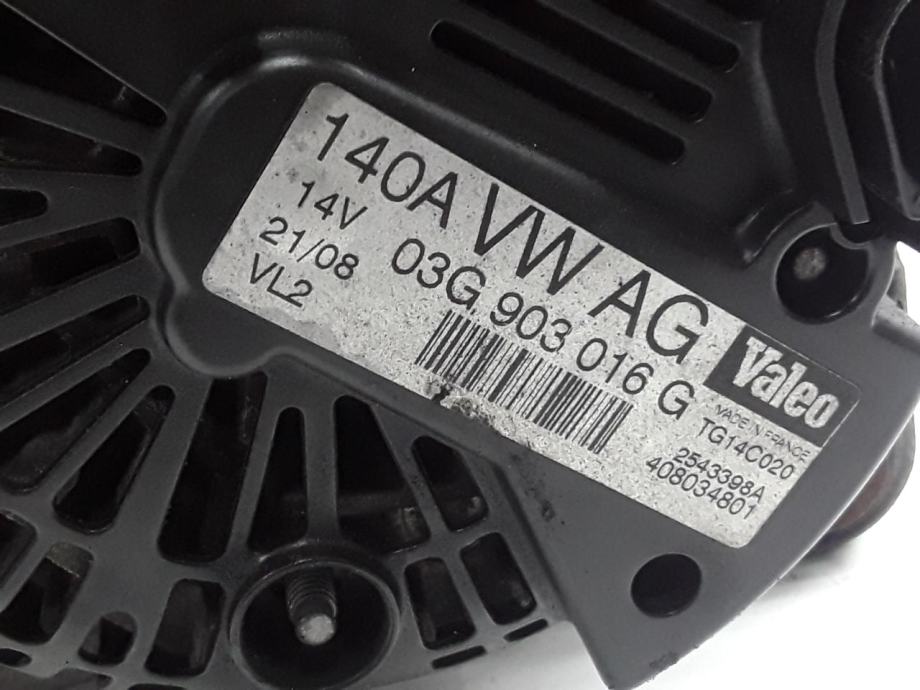 140A VW AG
14V 03G 903 016 G
21/08
VL2
Valeo
MADE IN FRANCE
TG14C020
2543398A
408034801